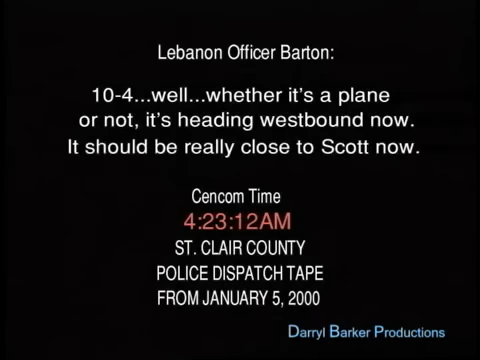 Lebanon Officer Barton:
10-4...well...whether it's a plane
or not, it's heading westbound now.
It should be really close to Scott now.
Cencom Time
4:23:12AM
ST. CLAIR COUNTY
POLICE DISPATCH TAPE
FROM JANUARY 5, 2000
Darryl Barker Productions